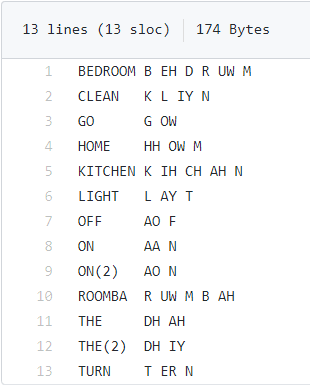 13 lines (13 sloc) 174 Bytes
1 BEDROOM B EH D R UW M
2 CLEAN K L IY N
3 GO G OW
4 HOME HH OW M
5 KITCHEN K IH CH AH N
6 LIGHT L AY T
7 OFF AO F
8 ON AA N
9 ON(2) AO N
10 ROOMBA R UW M B AH
11 THE DH AH
12 THE(2) DH IY
13 TURN T ER N